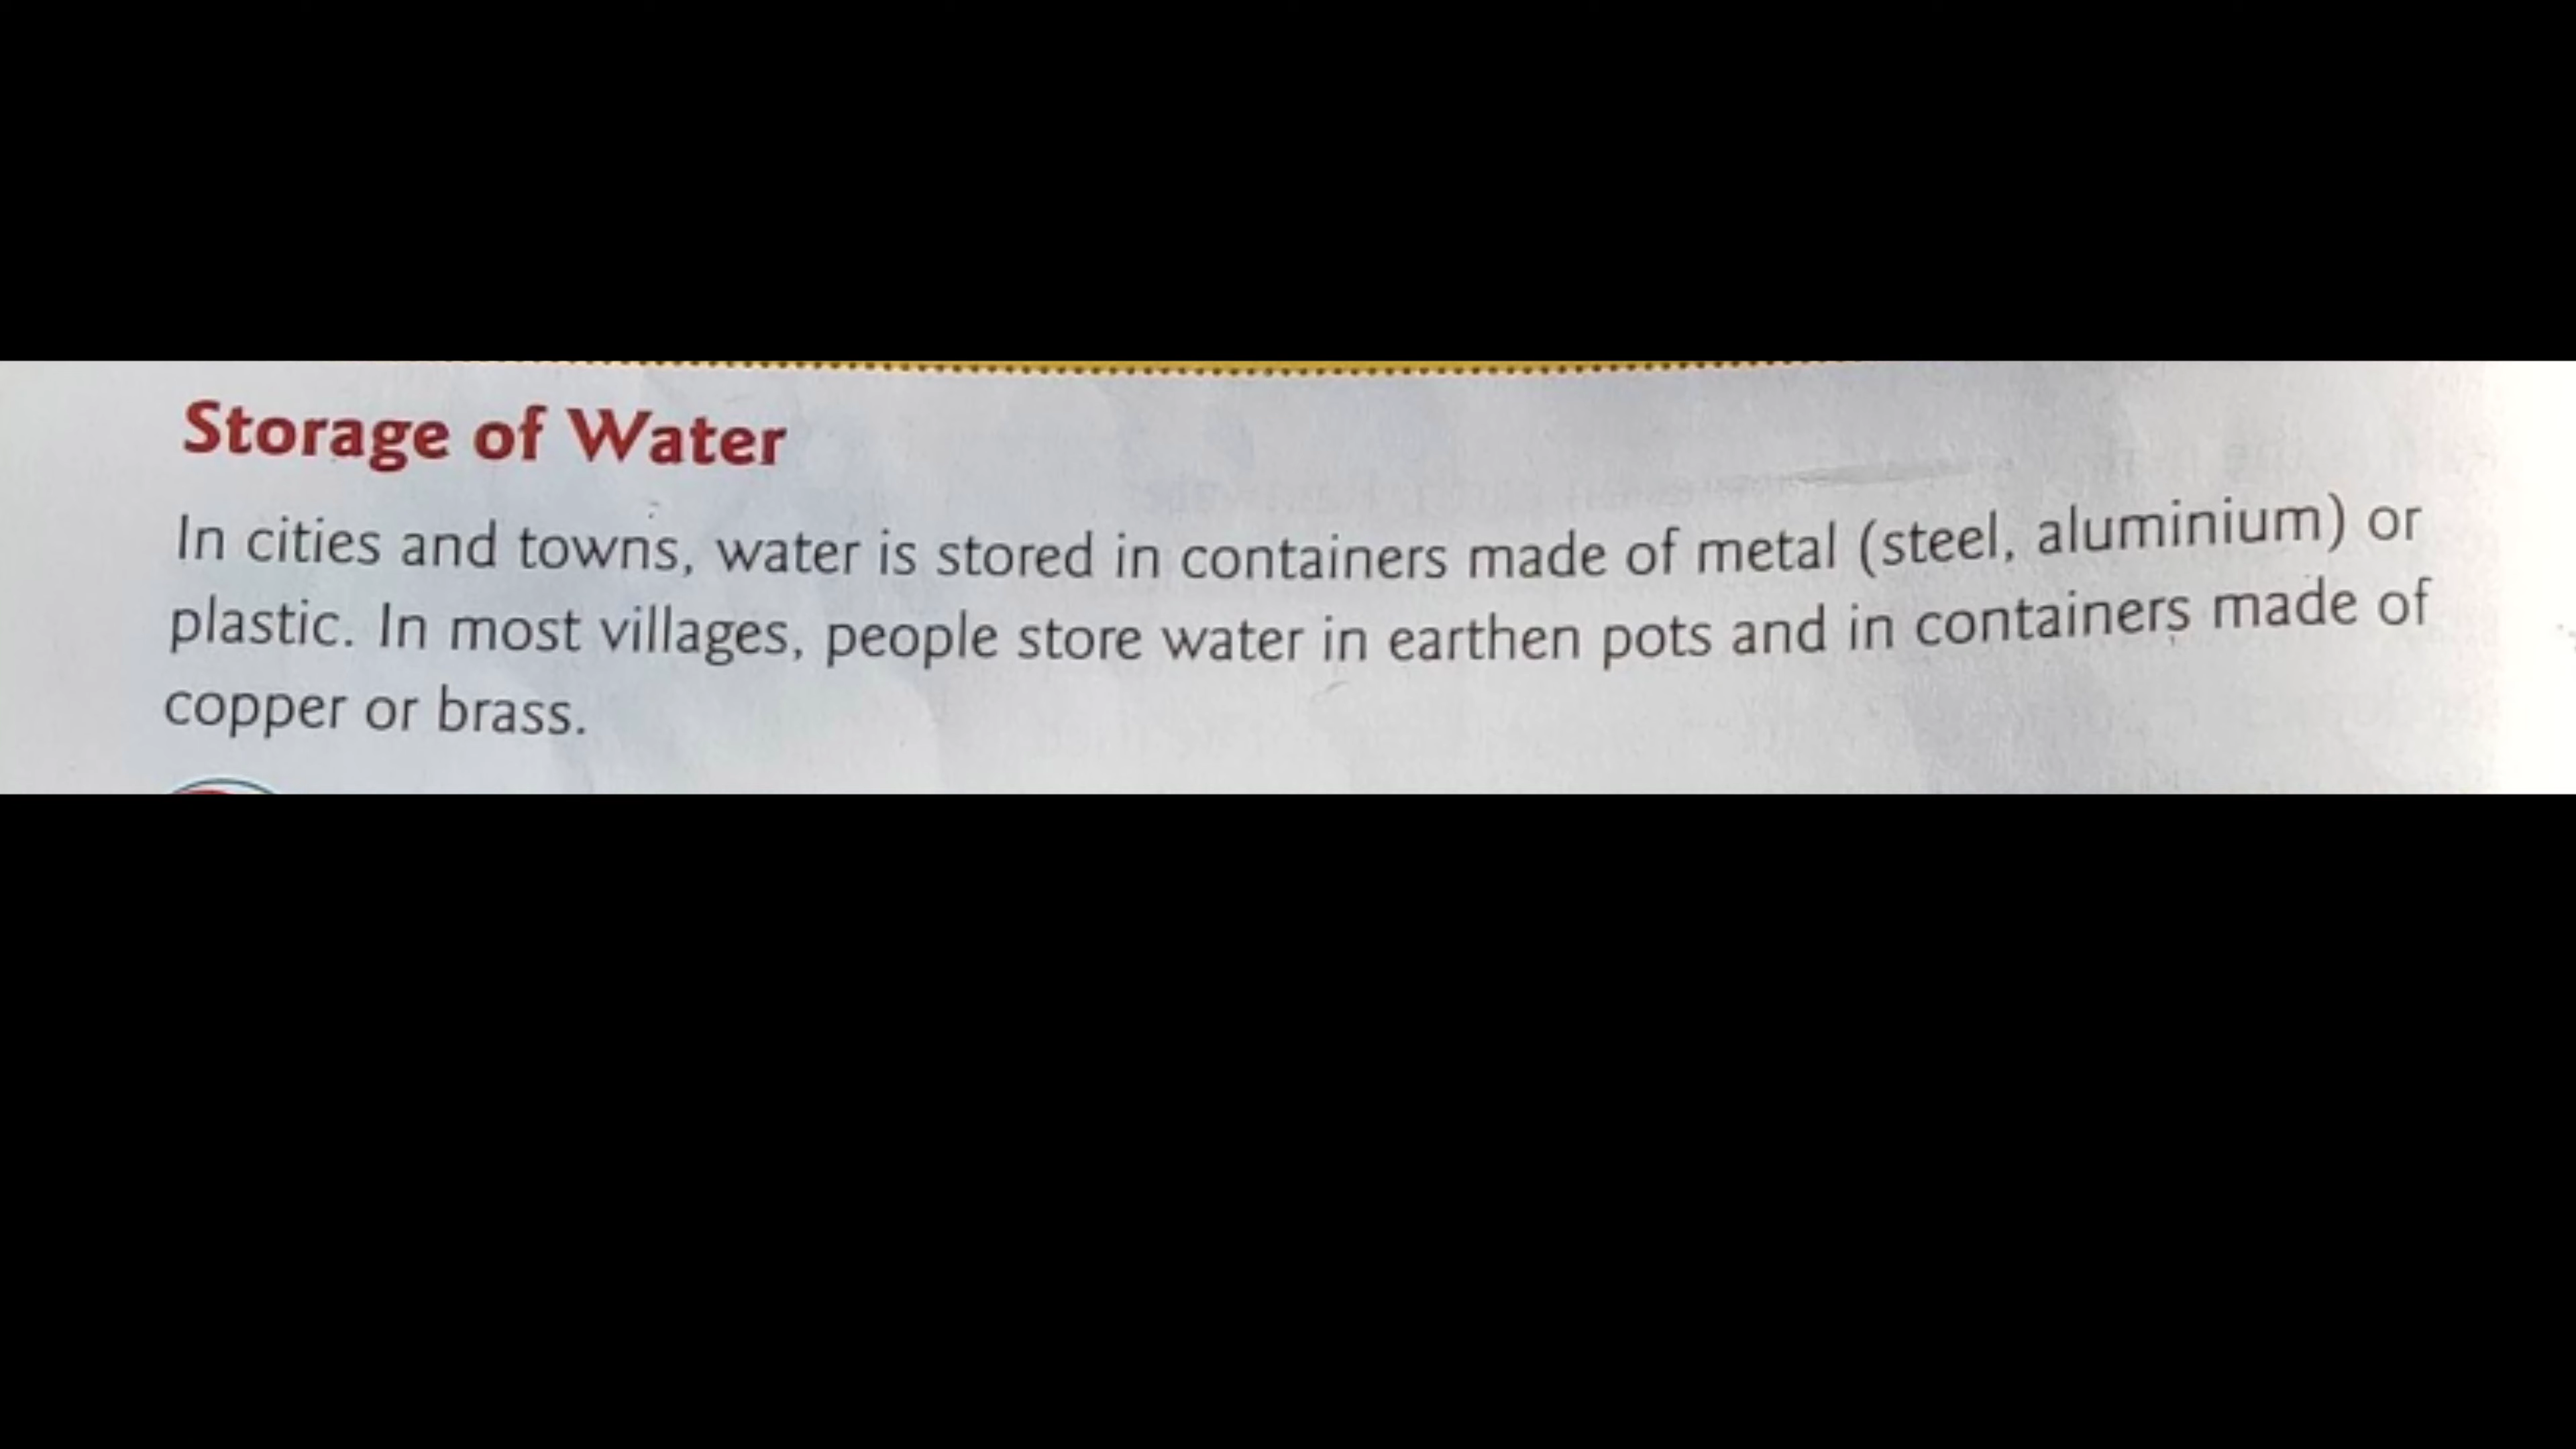 Storage of Water
In cities and towns, water is stored in containers made of metal (steel, aluminium) or
plastic. In most villages, people store water in earthen pots and in containers made of
copper or brass.